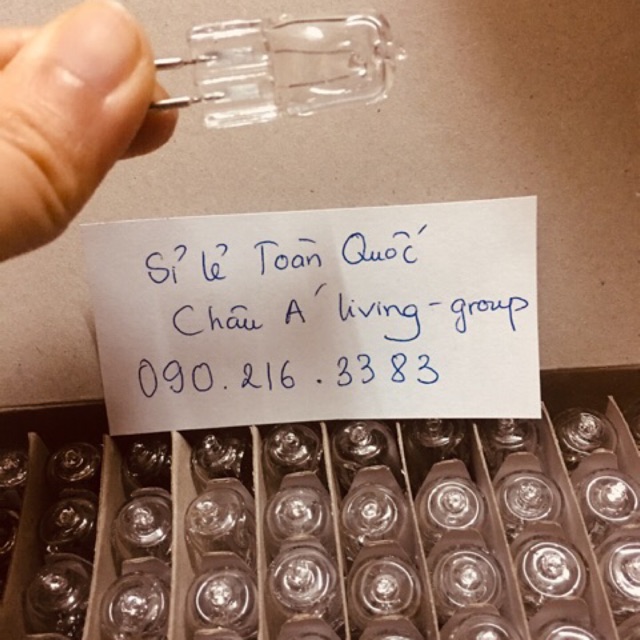 Sỉ lẻ Toàn Quốc
Châu Á living-group
090.216.3383